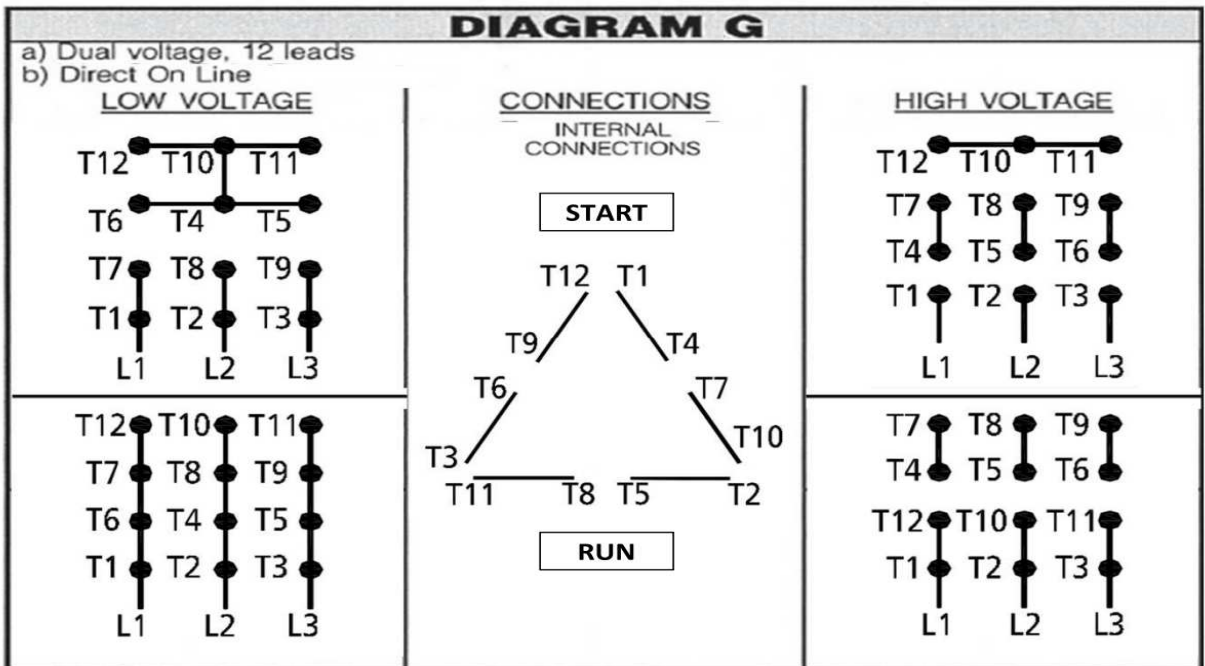 DIAGRAM G
a) Dual voltage, 12 leads
b) Direct On Line
LOW VOLTAGE
T12 T10 T11
T6 T4 T5
T7 T8 T9
T1 T2 T3
L1 L2 L3
T12 T10 T11
T7 T8 T9
T6 T4 T5
T1 T2 T3
L1 L2 L3
CONNECTIONS
INTERNAL
CONNECTIONS
START
T12 T1
T9 T4
T6 T7
T3 T10
T11 T8 T5 T2
RUN
HIGH VOLTAGE
T12 T10 T11
T7 T8 T9
T4 T5 T6
T1 T2 T3
L1 L2 L3
T7 T8 T9
T4 T5 T6
T12 T10 T11
T1 T2 T3
L1 L2 L3